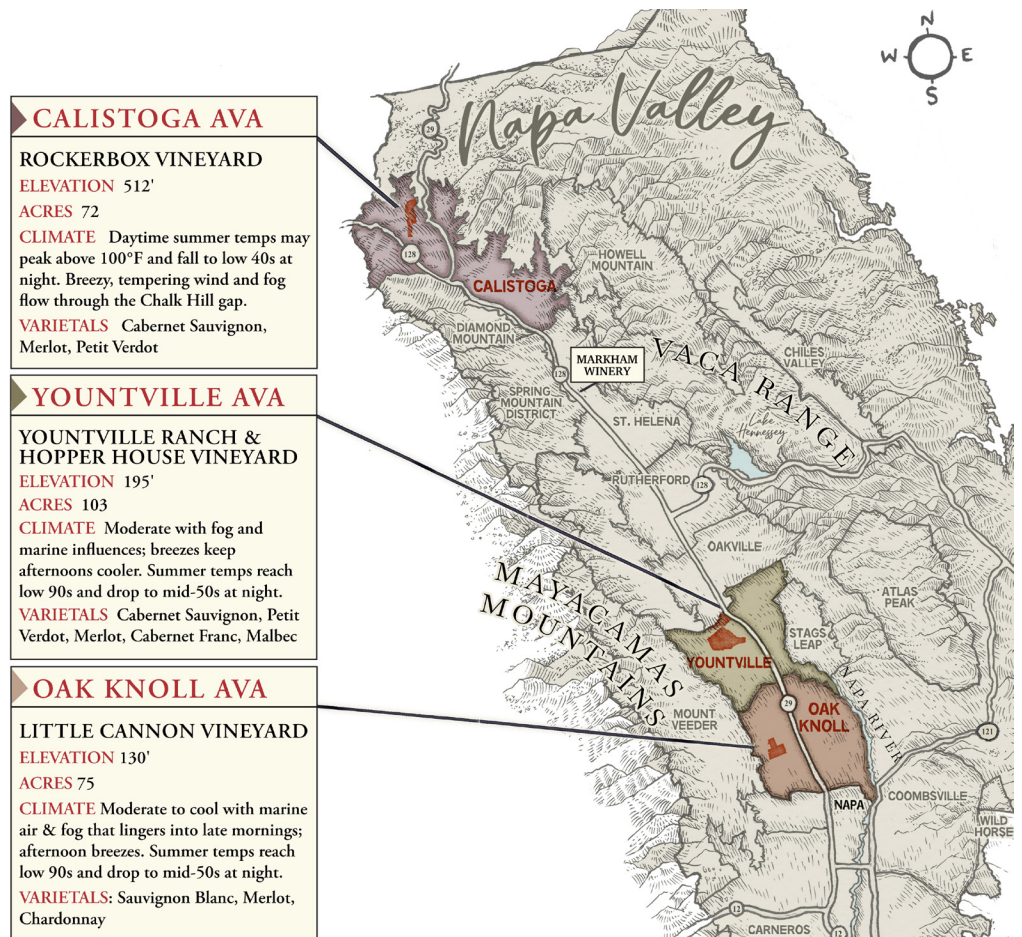 N
W E
S
Napa Valley
CALISTOGA AVA
ROCKERBOX VINEYARD
ELEVATION 512'
ACRES 72
CLIMATE Daytime summer temps may
peak above 100°F and fall to low 40s at
night. Breezy, tempering wind and fog
flow through the Chalk Hill gap.
VARIETALS Cabernet Sauvignon,
Merlot, Petit Verdot
YOUNTVILLE AVA
YOUNTVILLE RANCH &
HOPPER HOUSE VINEYARD
ELEVATION 195'
ACRES 103
CLIMATE Moderate with fog and
marine influences; breezes keep
afternoons cooler. Summer temps reach
low 90s and drop to mid-50s at night.
VARIETALS Cabernet Sauvignon, Petit
Verdot, Merlot, Cabernet Franc, Malbec
OAK KNOLL AVA
LITTLE CANNON VINEYARD
ELEVATION 130'
ACRES 75
CLIMATE Moderate to cool with marine
air & fog that lingers into late mornings;
afternoon breezes. Summer temps reach
low 90s and drop to mid-50s at night.
VARIETALS: Sauvignon Blanc, Merlot,
Chardonnay
29
128
CALISTOGA
HOWELL
MOUNTAIN
DIAMOND
MOUNTAIN
MARKHAM
WINERY
128
VACA RANGE
CHILES
VALLEY
SPRING
MOUNTAIN
DISTRICT
ST. HELENA
Lake
Hennessey
RUTHERFORD
128
OAKVILLE
MAYACAMAS
MOUNTAINS
ATLAS
PEAK
STAGS
LEAP
YOUNTVILLE
NAPA RIVER
29
OAK
KNOLL
MOUNT
VEEDER
121
NAPA
COOMBSVILLE
WILD
HORSE
12
CARNEROS
12